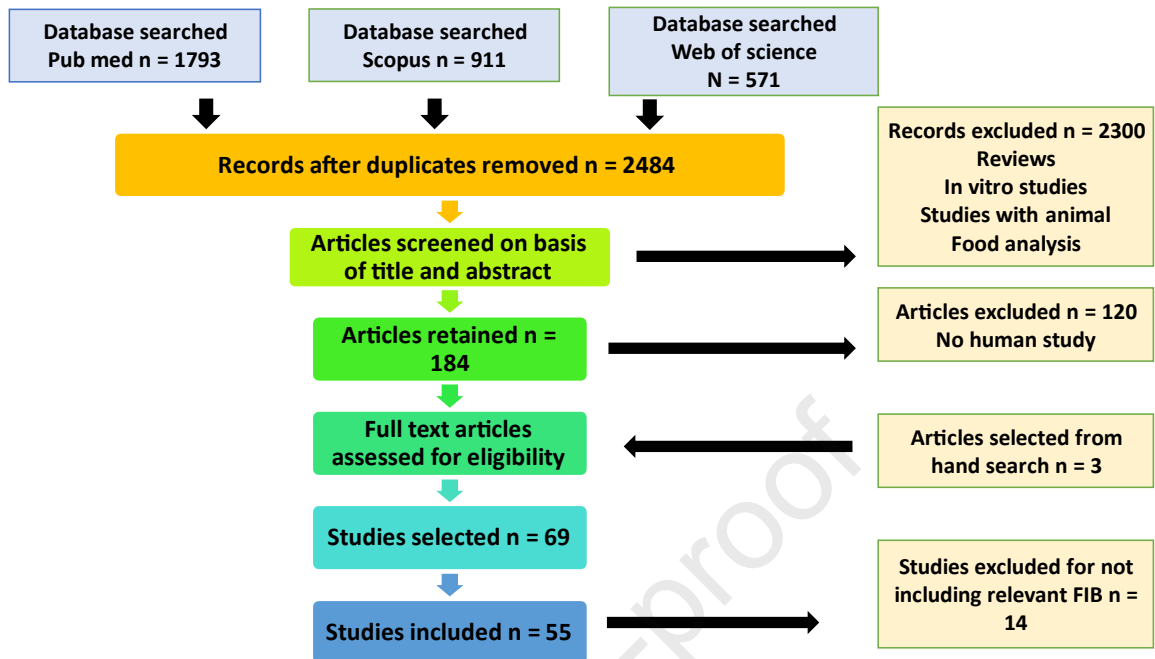 Database searched
Pub med n = 1793
Database searched
Scopus n = 911
Database searched
Web of science
N = 571
Records after duplicates removed n = 2484
Records excluded n = 2300
Reviews
In vitro studies
Studies with animal
Food analysis
Articles screened on basis
of title and abstract
Articles retained n =
184
Articles excluded n = 120
No human study
Full text articles
assessed for eligibility
Articles selected from
hand search n = 3
Studies selected n = 69
Studies excluded for not
including relevant FIB n =
14
Studies included n = 55